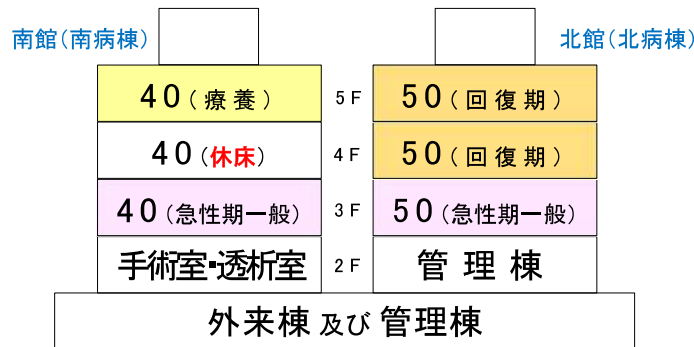 南館(南病棟)
北館(北病棟)
40(療養) 5F 50(回復期)
40(休床) 4F 50(回復期)
40(急性期一般) 3F 50(急性期一般)
手術室・透析室 2F 管理棟
外来棟及び管理棟